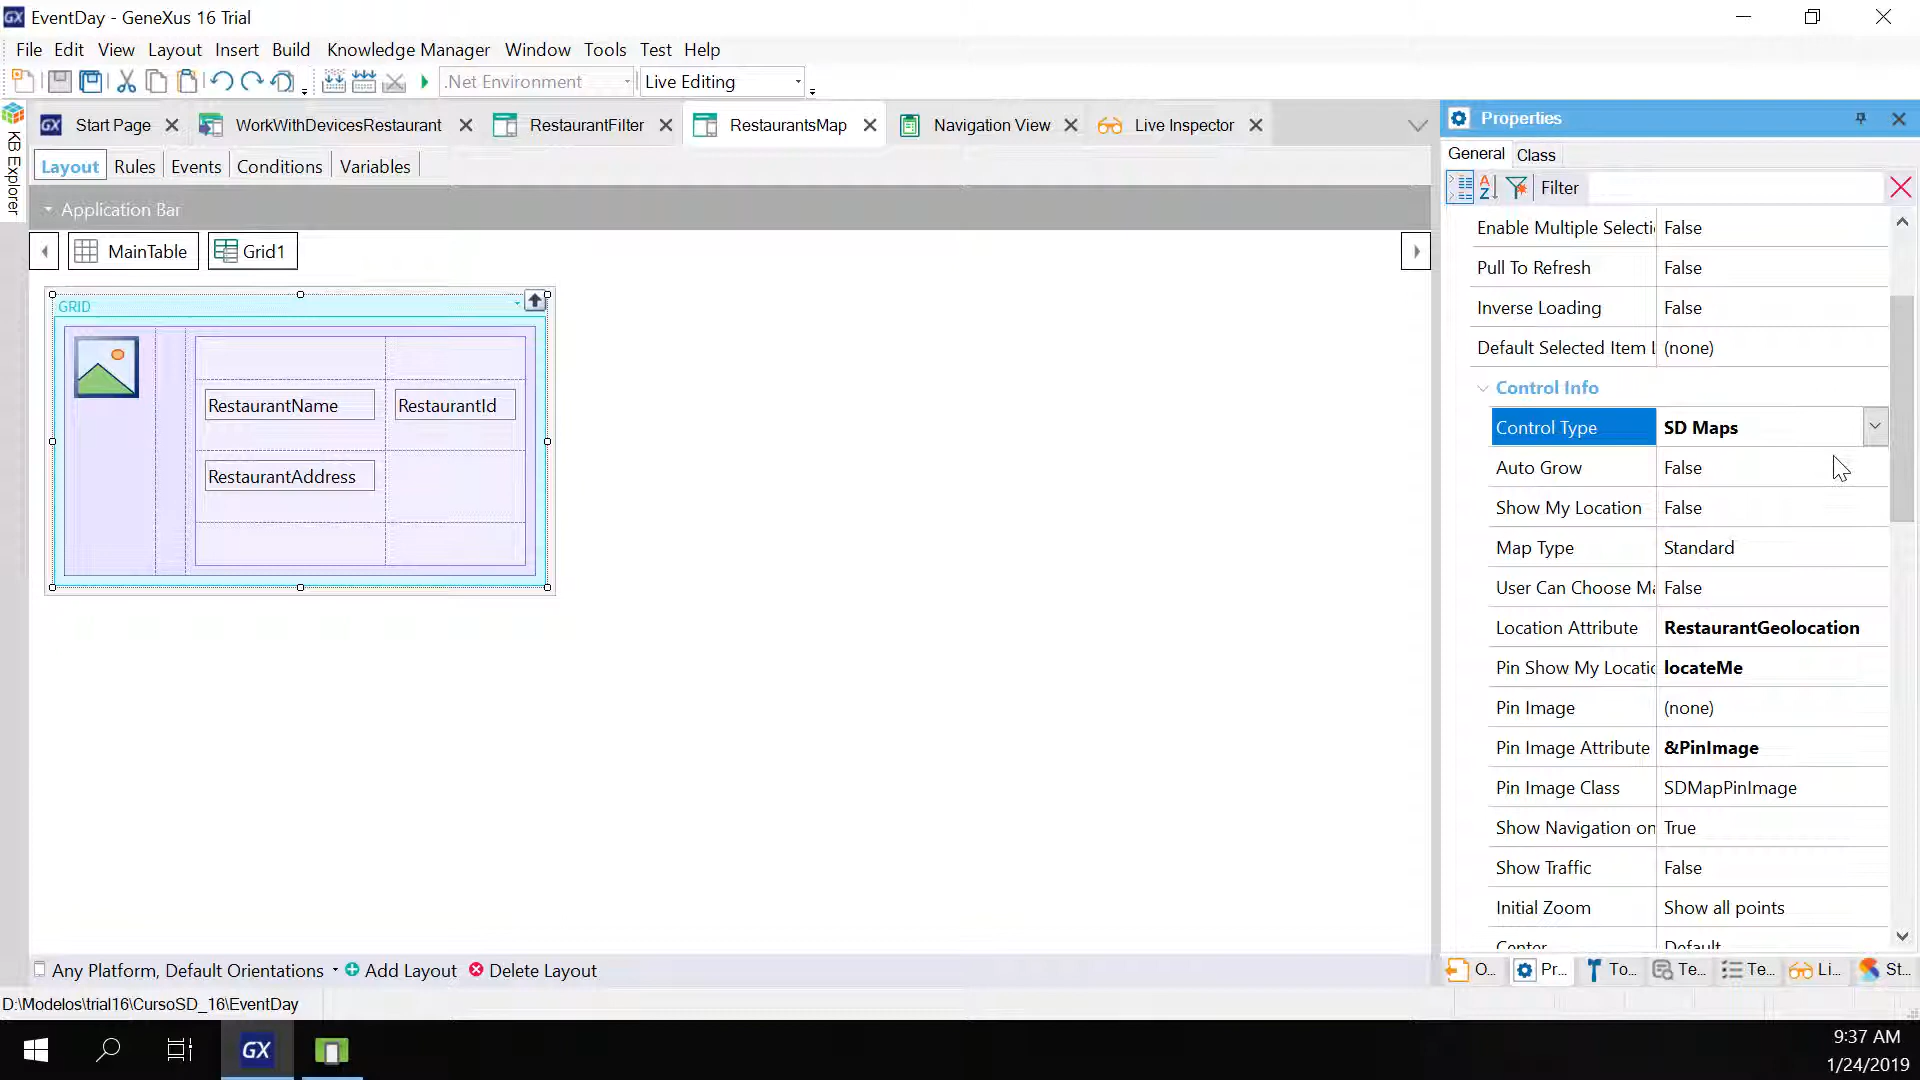 EventDay - GeneXus 16 Trial
File Edit View Layout Insert Build Knowledge Manager Window Tools Test Help
.Net Environment Live Editing
Start Page WorkWithDevicesRestaurant RestaurantFilter RestaurantsMap Navigation View Live Inspector
Layout Rules Events Conditions Variables
Application Bar
MainTable Grid1
GRID
RestaurantName RestaurantId
RestaurantAddress
Any Platform, Default Orientations Add Layout Delete Layout
D:\Modelos\trial16\CursoSD_16\EventDay
KB Explorer
Properties
General Class
Filter
Enable Multiple Selecti False
Pull To Refresh False
Inverse Loading False
Default Selected Item L (none)
Control Info
Control Type SD Maps
Auto Grow False
Show My Location False
Map Type Standard
User Can Choose Ma False
Location Attribute RestaurantGeolocation
Pin Show My Locatic locateMe
Pin Image (none)
Pin Image Attribute &PinImage
Pin Image Class SDMapPinImage
Show Navigation on True
Show Traffic False
Initial Zoom Show all points
Center Default
O... Pr... To... Te... Te... Li... St...
GX
9:37 AM
1/24/2019